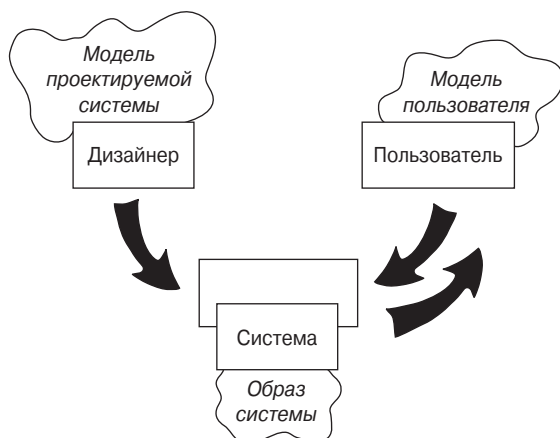 Модель
проектируемой
системы
Дизайнер
Модель
пользователя
Пользователь
Система
Образ
системы